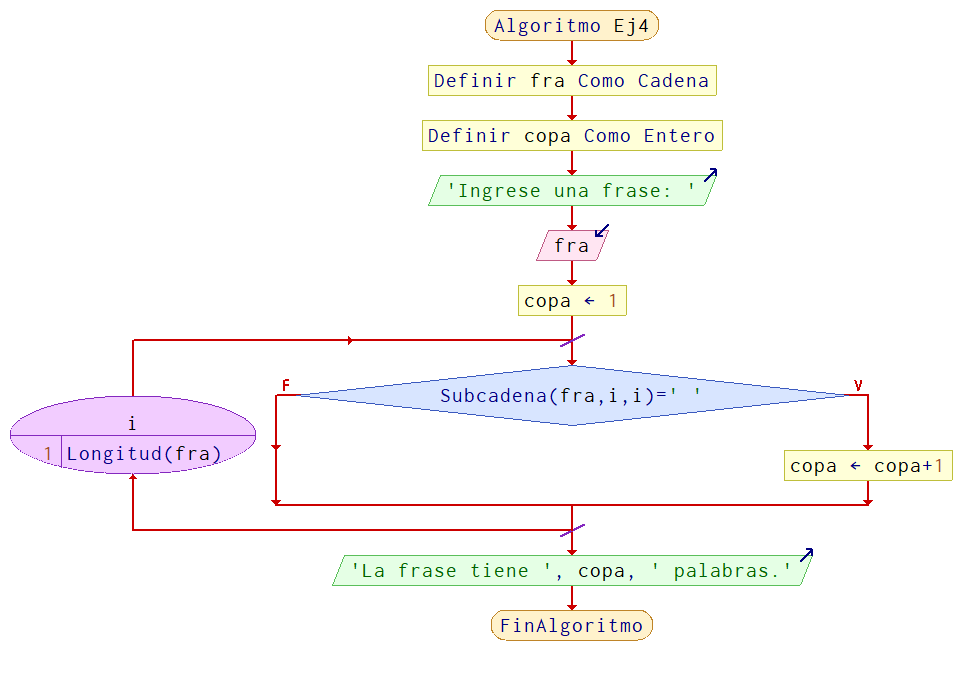 Algoritmo Ej4
Definir fra Como Cadena
Definir copa Como Entero
'Ingrese una frase: '
fra
copa ← 1
F
V
Subcadena(fra,i,i)=' '
i
1 Longitud(fra)
copa ← copa+1
'La frase tiene ', copa, ' palabras.'
FinAlgoritmo